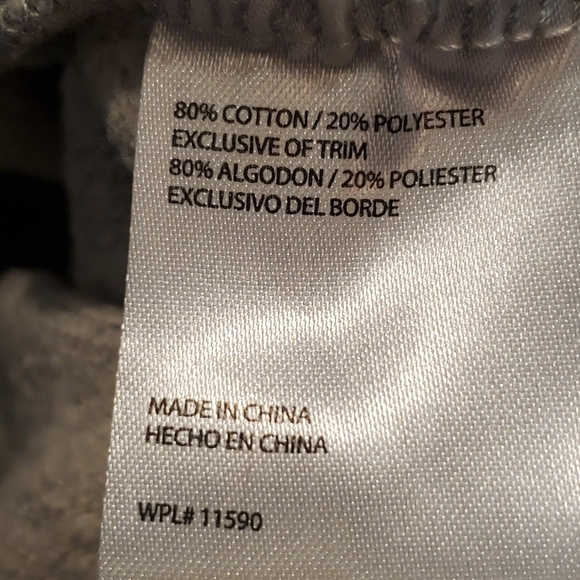 80% COTTON / 20% POLYESTER
EXCLUSIVE OF TRIM
80% ALGODON / 20% POLIESTER
EXCLUSIVO DEL BORDE
MADE IN CHINA
HECHO EN CHINA
WPL# 11590